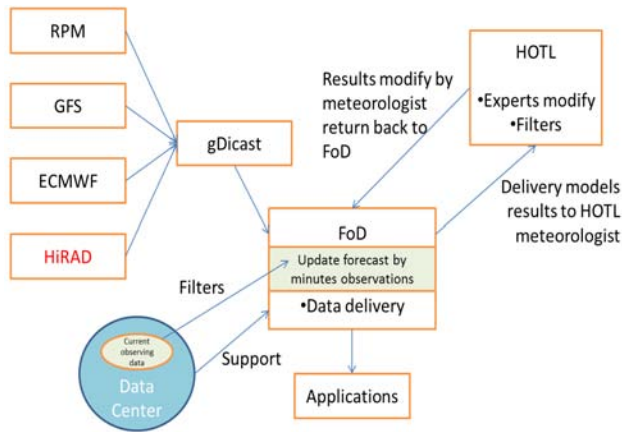 RPM
GFS
ECMWF
HiRAD
gDicast
Results modify by
meteorologist
return back to
FoD
HOTL
•Experts modify
•Filters
Delivery models
results to HOTL
meteorologist
FoD
Update forecast by
minutes observations
•Data delivery
Filters
Support
Current
observing
data
Data
Center
Applications